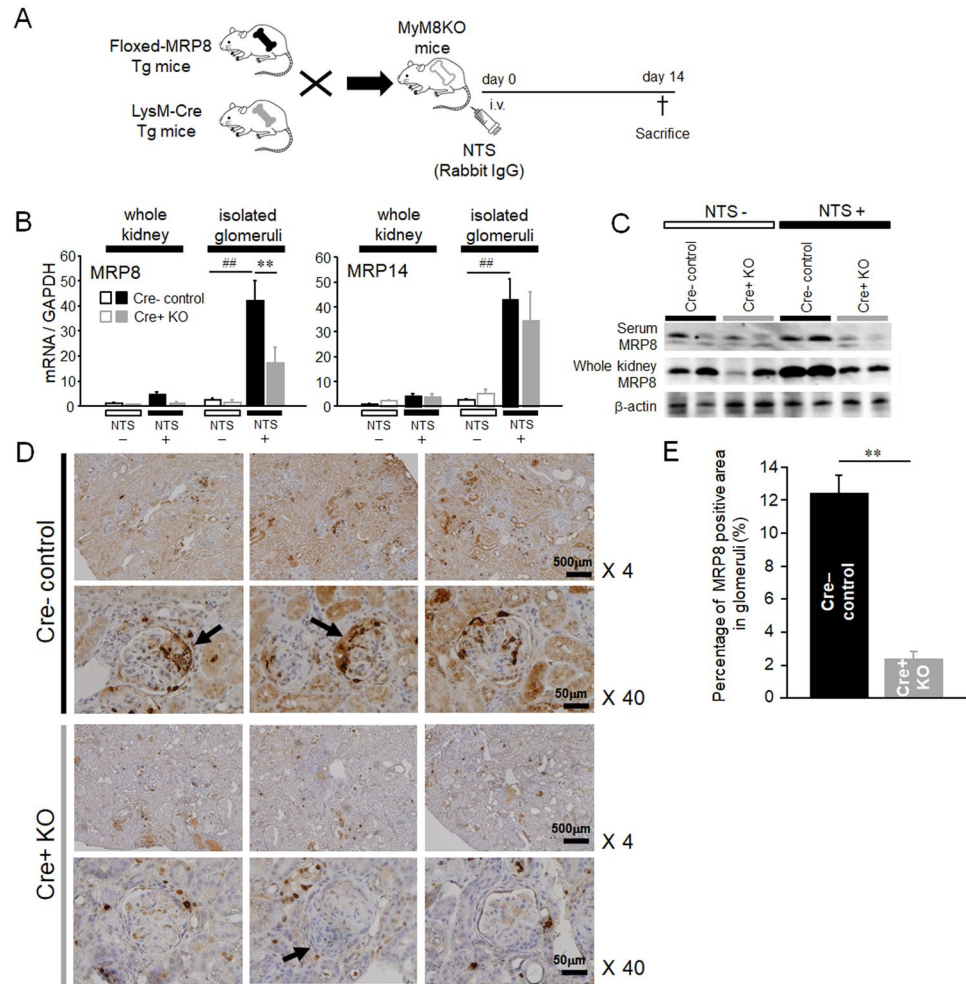 A
Floxed-MRP8
Tg mice
LysM-Cre
Tg mice
MyM8KO
mice
day 0
day 14
i.v.
NTS
(Rabbit IgG)
†
Sacrifice
B
whole
kidney
isolated
glomeruli
whole
kidney
isolated
glomeruli
mRNA / GAPDH
60
50
40
30
20
10
0
MRP8
Cre- control
Cre+ KO
##
**
NTS
–
NTS
+
NTS
–
NTS
+
60
50
40
30
20
10
0
MRP14
##
NTS
–
NTS
+
NTS
–
NTS
+
C
NTS -
NTS +
Cre- control
Cre+ KO
Cre- control
Cre+ KO
Serum
MRP8
Whole kidney
MRP8
β-actin
D
Cre- control
500μm
X 4
50μm
X 40
Cre+ KO
500μm
X 4
50μm
X 40
E
Percentage of MRP8 positive area
in glomeruli (%)
14
12
10
8
6
4
2
0
**
Cre–
control
Cre+
KO